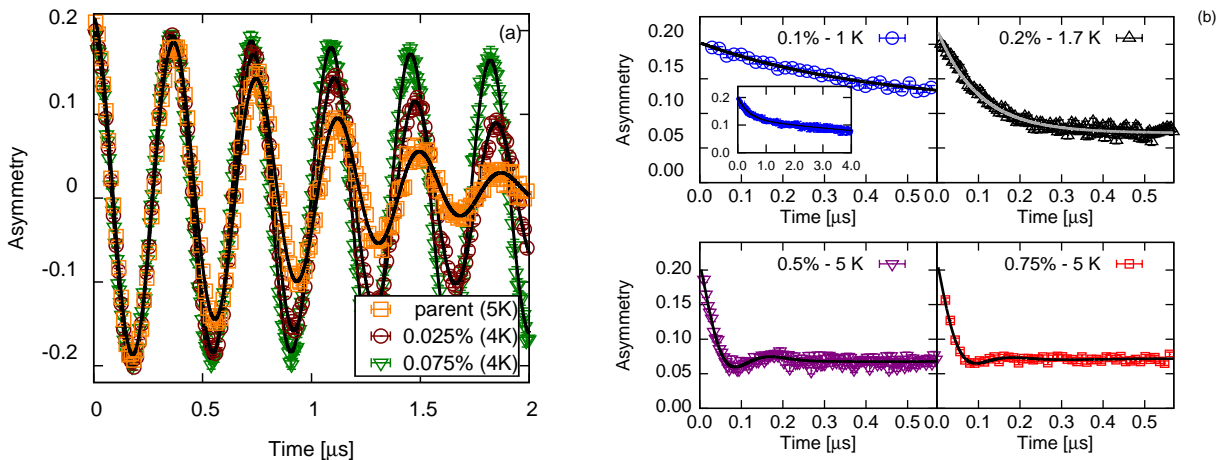 (a)
Asymmetry
0.2
0.1
0
-0.1
-0.2
parent (5K)
0.025% (4K)
0.075% (4K)
0 0.5 1 1.5 2
Time [μs]
(b)
Asymmetry
0.20
0.15
0.10
0.05
0.00
0.1% - 1 K
0.2
0.1
0.0 1.0 2.0 3.0 4.0
0.0 0.1 0.2 0.3 0.4 0.5
Time [μs]
0.2% - 1.7 K
0.0 0.1 0.2 0.3 0.4 0.5
Time [μs]
Asymmetry
0.20
0.15
0.10
0.05
0.00
0.5% - 5 K
0.0 0.1 0.2 0.3 0.4 0.5
Time [μs]
0.75% - 5 K
0.0 0.1 0.2 0.3 0.4 0.5
Time [μs]